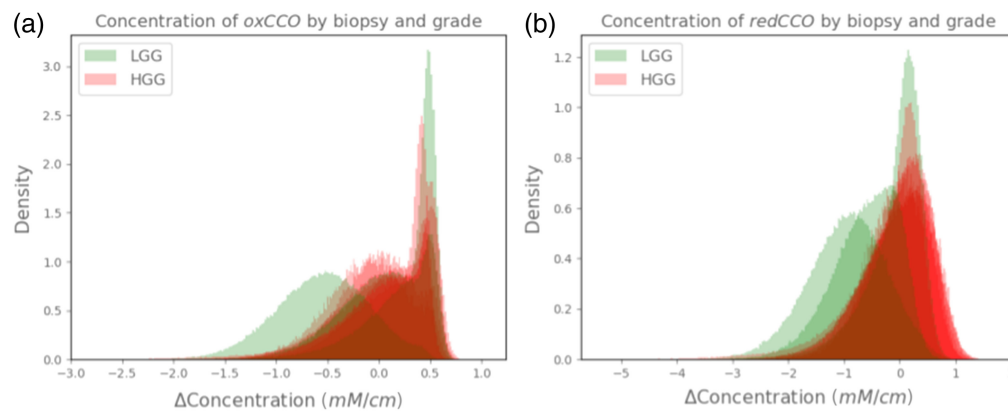 (a)
Concentration of oxCCO by biopsy and grade
LGG
HGG
Density
3.0
2.5
2.0
1.5
1.0
0.5
0.0
−3.0 −2.5 −2.0 −1.5 −1.0 −0.5 0.0 0.5 1.0
ΔConcentration (mM/cm)
(b)
Concentration of redCCO by biopsy and grade
LGG
HGG
Density
1.2
1.0
0.8
0.6
0.4
0.2
0.0
−5 −4 −3 −2 −1 0 1
ΔConcentration (mM/cm)